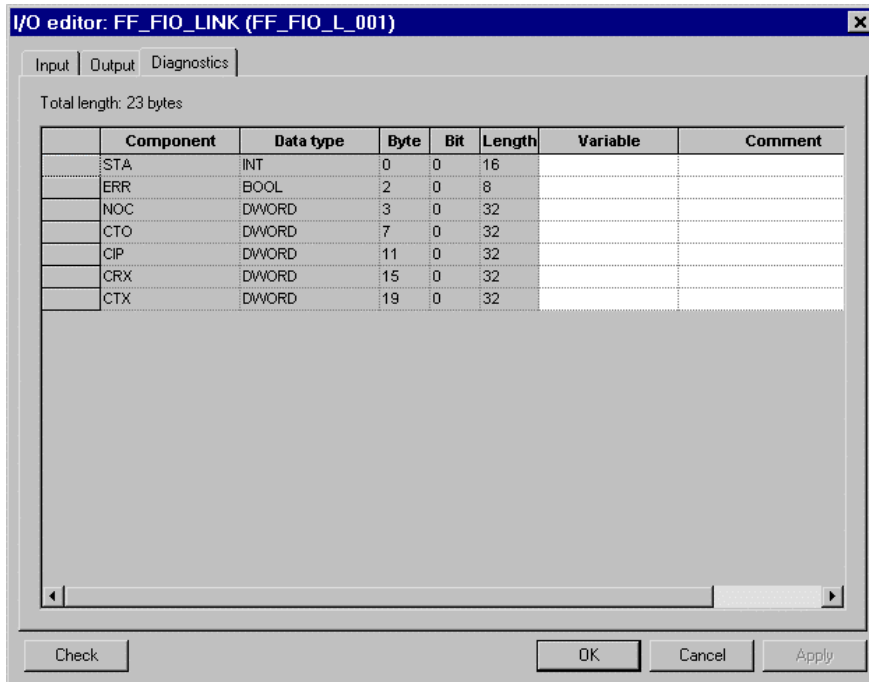 I/O editor: FF_FIO_LINK (FF_FIO_L_001)
Input Output Diagnostics
Total length: 23 bytes
Component Data type Byte Bit Length Variable Comment
STA INT 0 0 16
ERR BOOL 2 0 8
NOC DWORD 3 0 32
CTO DWORD 7 0 32
CIP DWORD 11 0 32
CRX DWORD 15 0 32
CTX DWORD 19 0 32
Check OK Cancel Apply